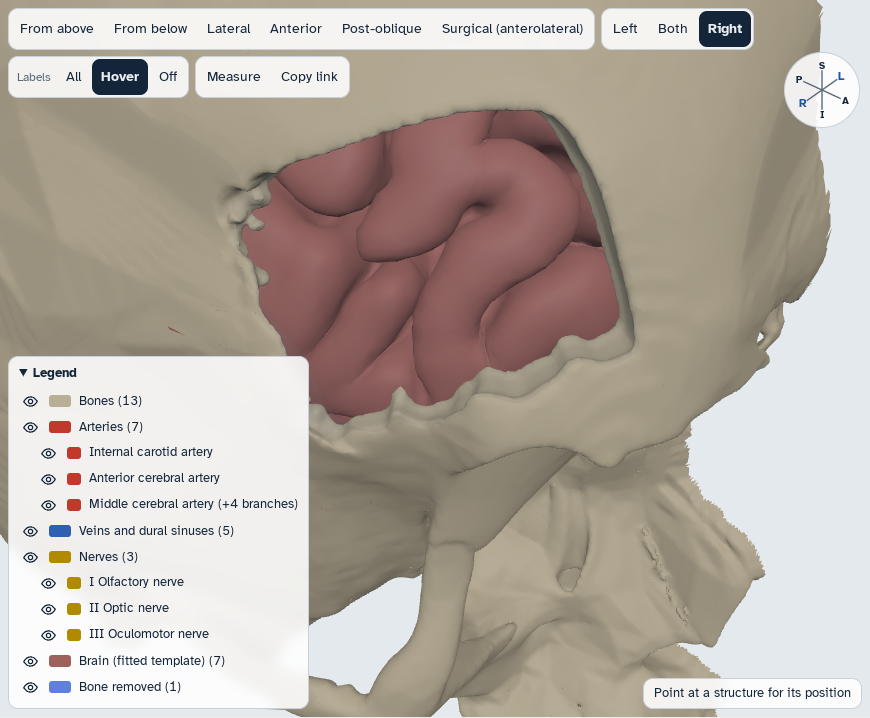 From above From below Lateral Anterior Post-oblique Surgical (anterolateral) Left Both Right
Labels All Hover Off Measure Copy link
S
P L
R A
I
▼ Legend
Bones (13)
Arteries (7)
Internal carotid artery
Anterior cerebral artery
Middle cerebral artery (+4 branches)
Veins and dural sinuses (5)
Nerves (3)
I Olfactory nerve
II Optic nerve
III Oculomotor nerve
Brain (fitted template) (7)
Bone removed (1)
Point at a structure for its position